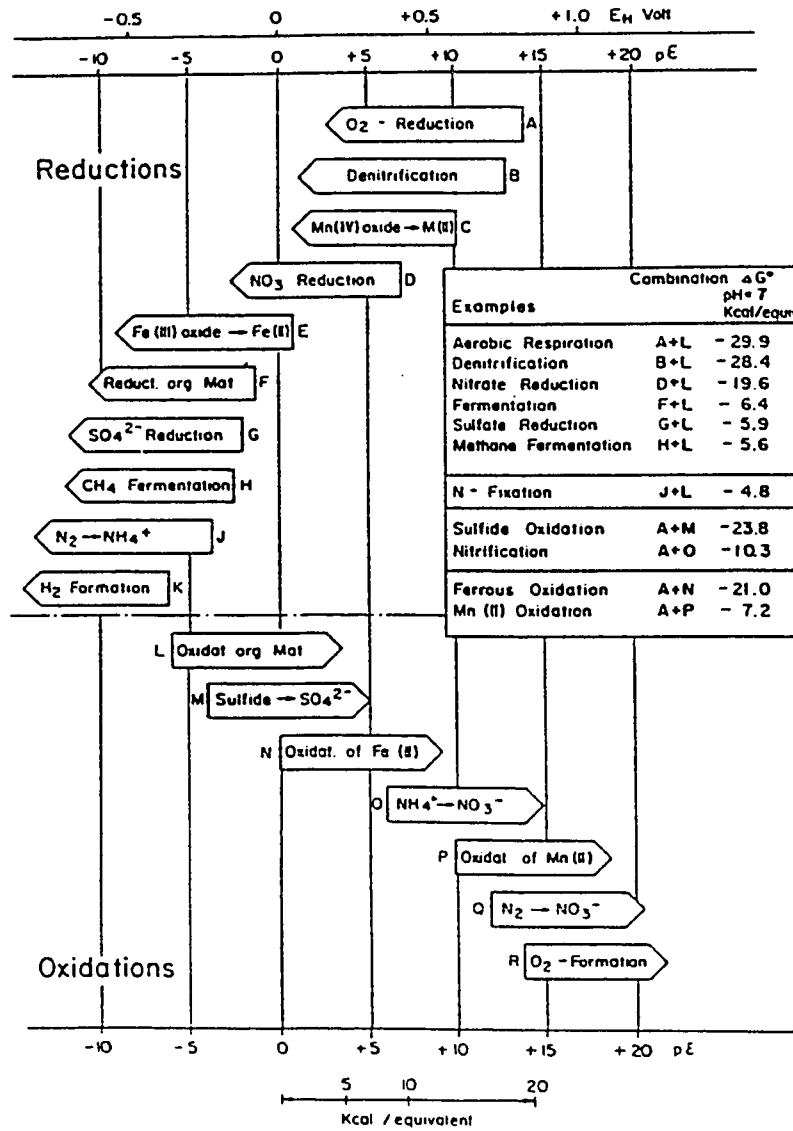 -0.5 0 +0.5 +1.0 EH Volt
-10 -5 0 +5 +10 +15 +20 pE
O2 - Reduction A
Reductions
Denitrification B
Mn(IV) oxide → M(II) C
NO3 Reduction D
Fe(III) oxide → Fe(II) E
Reduct. org Mat F
SO4 2- Reduction G
CH4 Fermentation H
N2 → NH4+ J
H2 Formation K
Combination ΔG°
pH = 7
Examples Kcal/equiv
Aerobic Respiration A+L - 29.9
Denitrification B+L - 28.4
Nitrate Reduction D+L - 19.6
Fermentation F+L - 6.4
Sulfate Reduction G+L - 5.9
Methane Fermentation H+L - 5.6
N - Fixation J+L - 4.8
Sulfide Oxidation A+M -23.8
Nitrification A+O -10.3
Ferrous Oxidation A+N - 21.0
Mn (II) Oxidation A+P - 7.2
L Oxidat org Mat
M Sulfide → SO4 2-
N Oxidat. of Fe (II)
O NH4+ → NO3-
P Oxidat of Mn (II)
Q N2 → NO3-
R O2 - Formation
Oxidations
-10 -5 0 +5 +10 +15 +20 pE
5 10 20
Kcal / equivalent